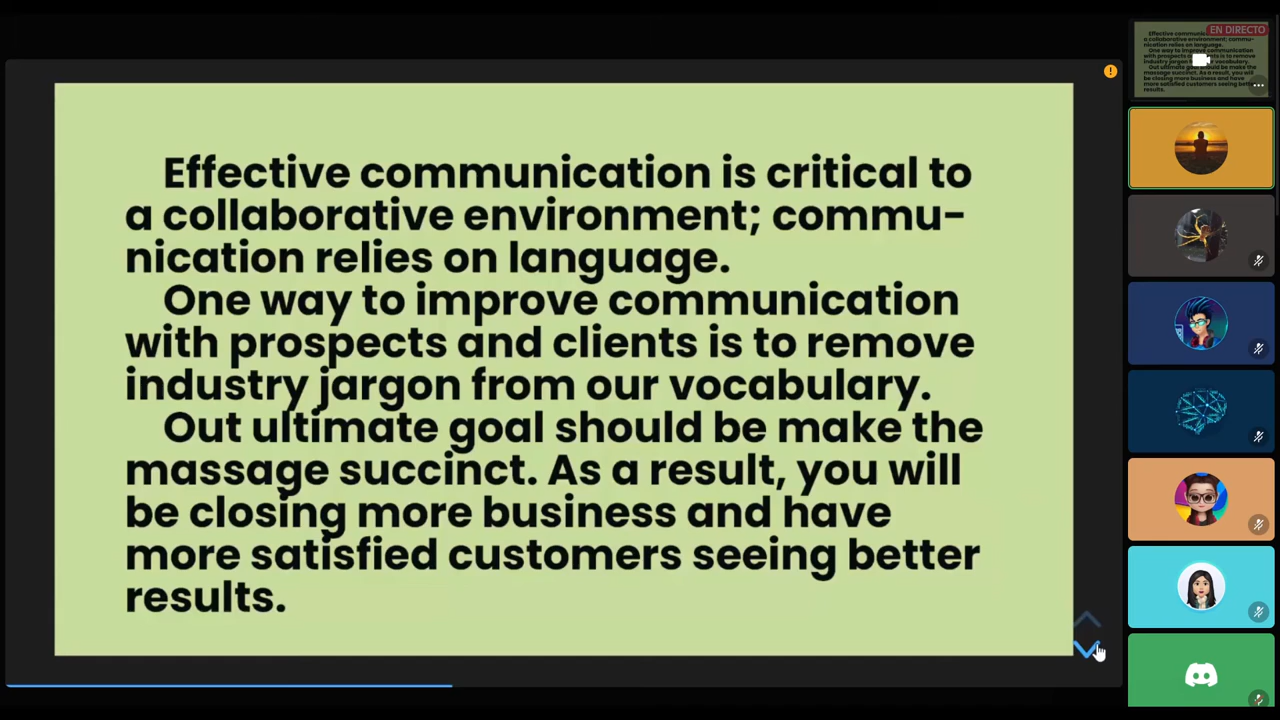 Effective communication is critical to
a collaborative environment; commu-
nication relies on language.
One way to improve communication
with prospects and clients is to remove
industry jargon from our vocabulary.
Out ultimate goal should be make the
massage succinct. As a result, you will
be closing more business and have
more satisfied customers seeing better
results.
EN DIRECTO